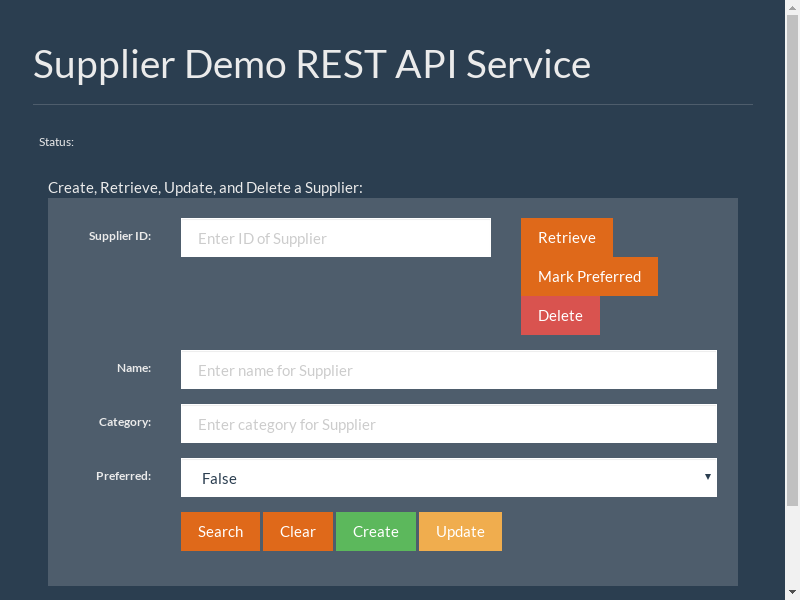 Supplier Demo REST API Service
Status:
Create, Retrieve, Update, and Delete a Supplier:
Supplier ID: Enter ID of Supplier Retrieve
Mark Preferred
Delete
Name: Enter name for Supplier
Category: Enter category for Supplier
Preferred: False
Search Clear Create Update